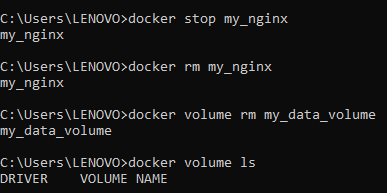 C:\Users\LENOVO>docker stop my_nginx
my_nginx
C:\Users\LENOVO>docker rm my_nginx
my_nginx
C:\Users\LENOVO>docker volume rm my_data_volume
my_data_volume
C:\Users\LENOVO>docker volume ls
DRIVER    VOLUME NAME